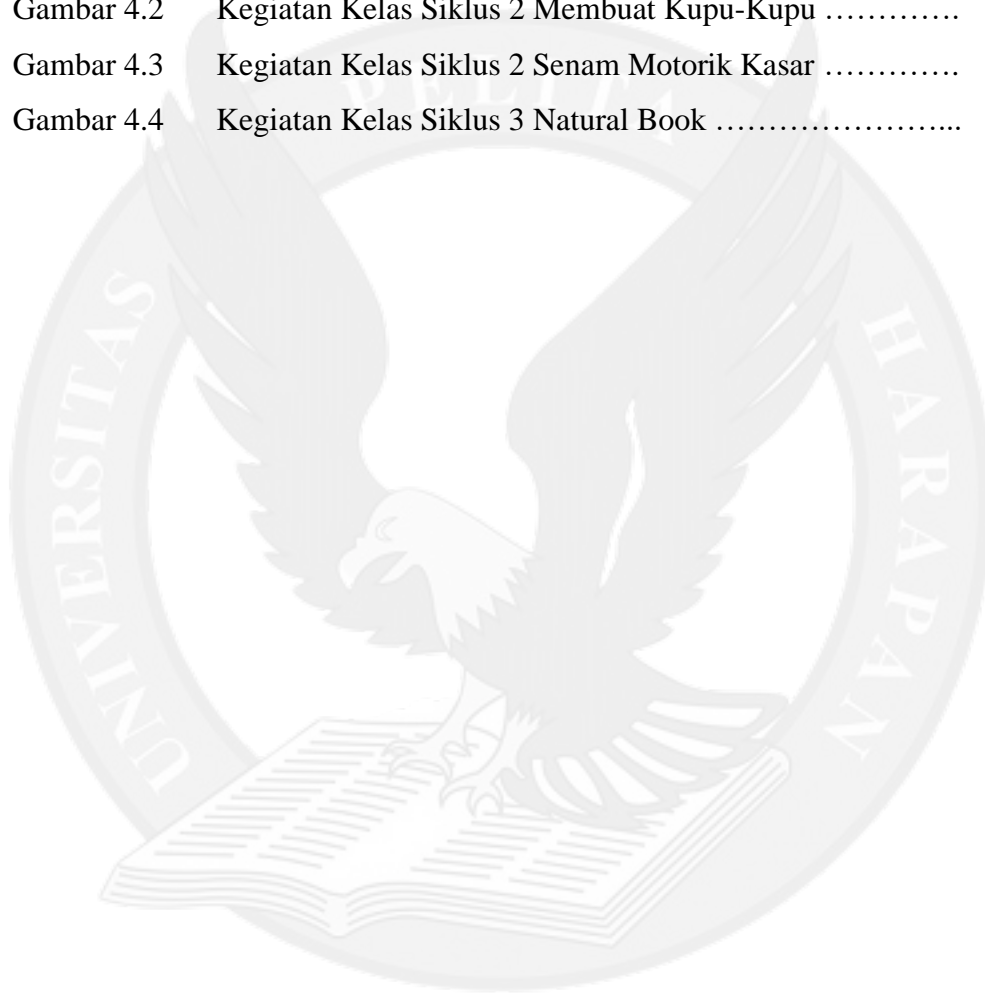 Gambar 4.2 Kegiatan Kelas Siklus 2 Membuat Kupu-Kupu ………….
Gambar 4.3 Kegiatan Kelas Siklus 2 Senam Motorik Kasar ………….
Gambar 4.4 Kegiatan Kelas Siklus 3 Natural Book …………………...
UNIVERSITAS PELITA HARAPAN